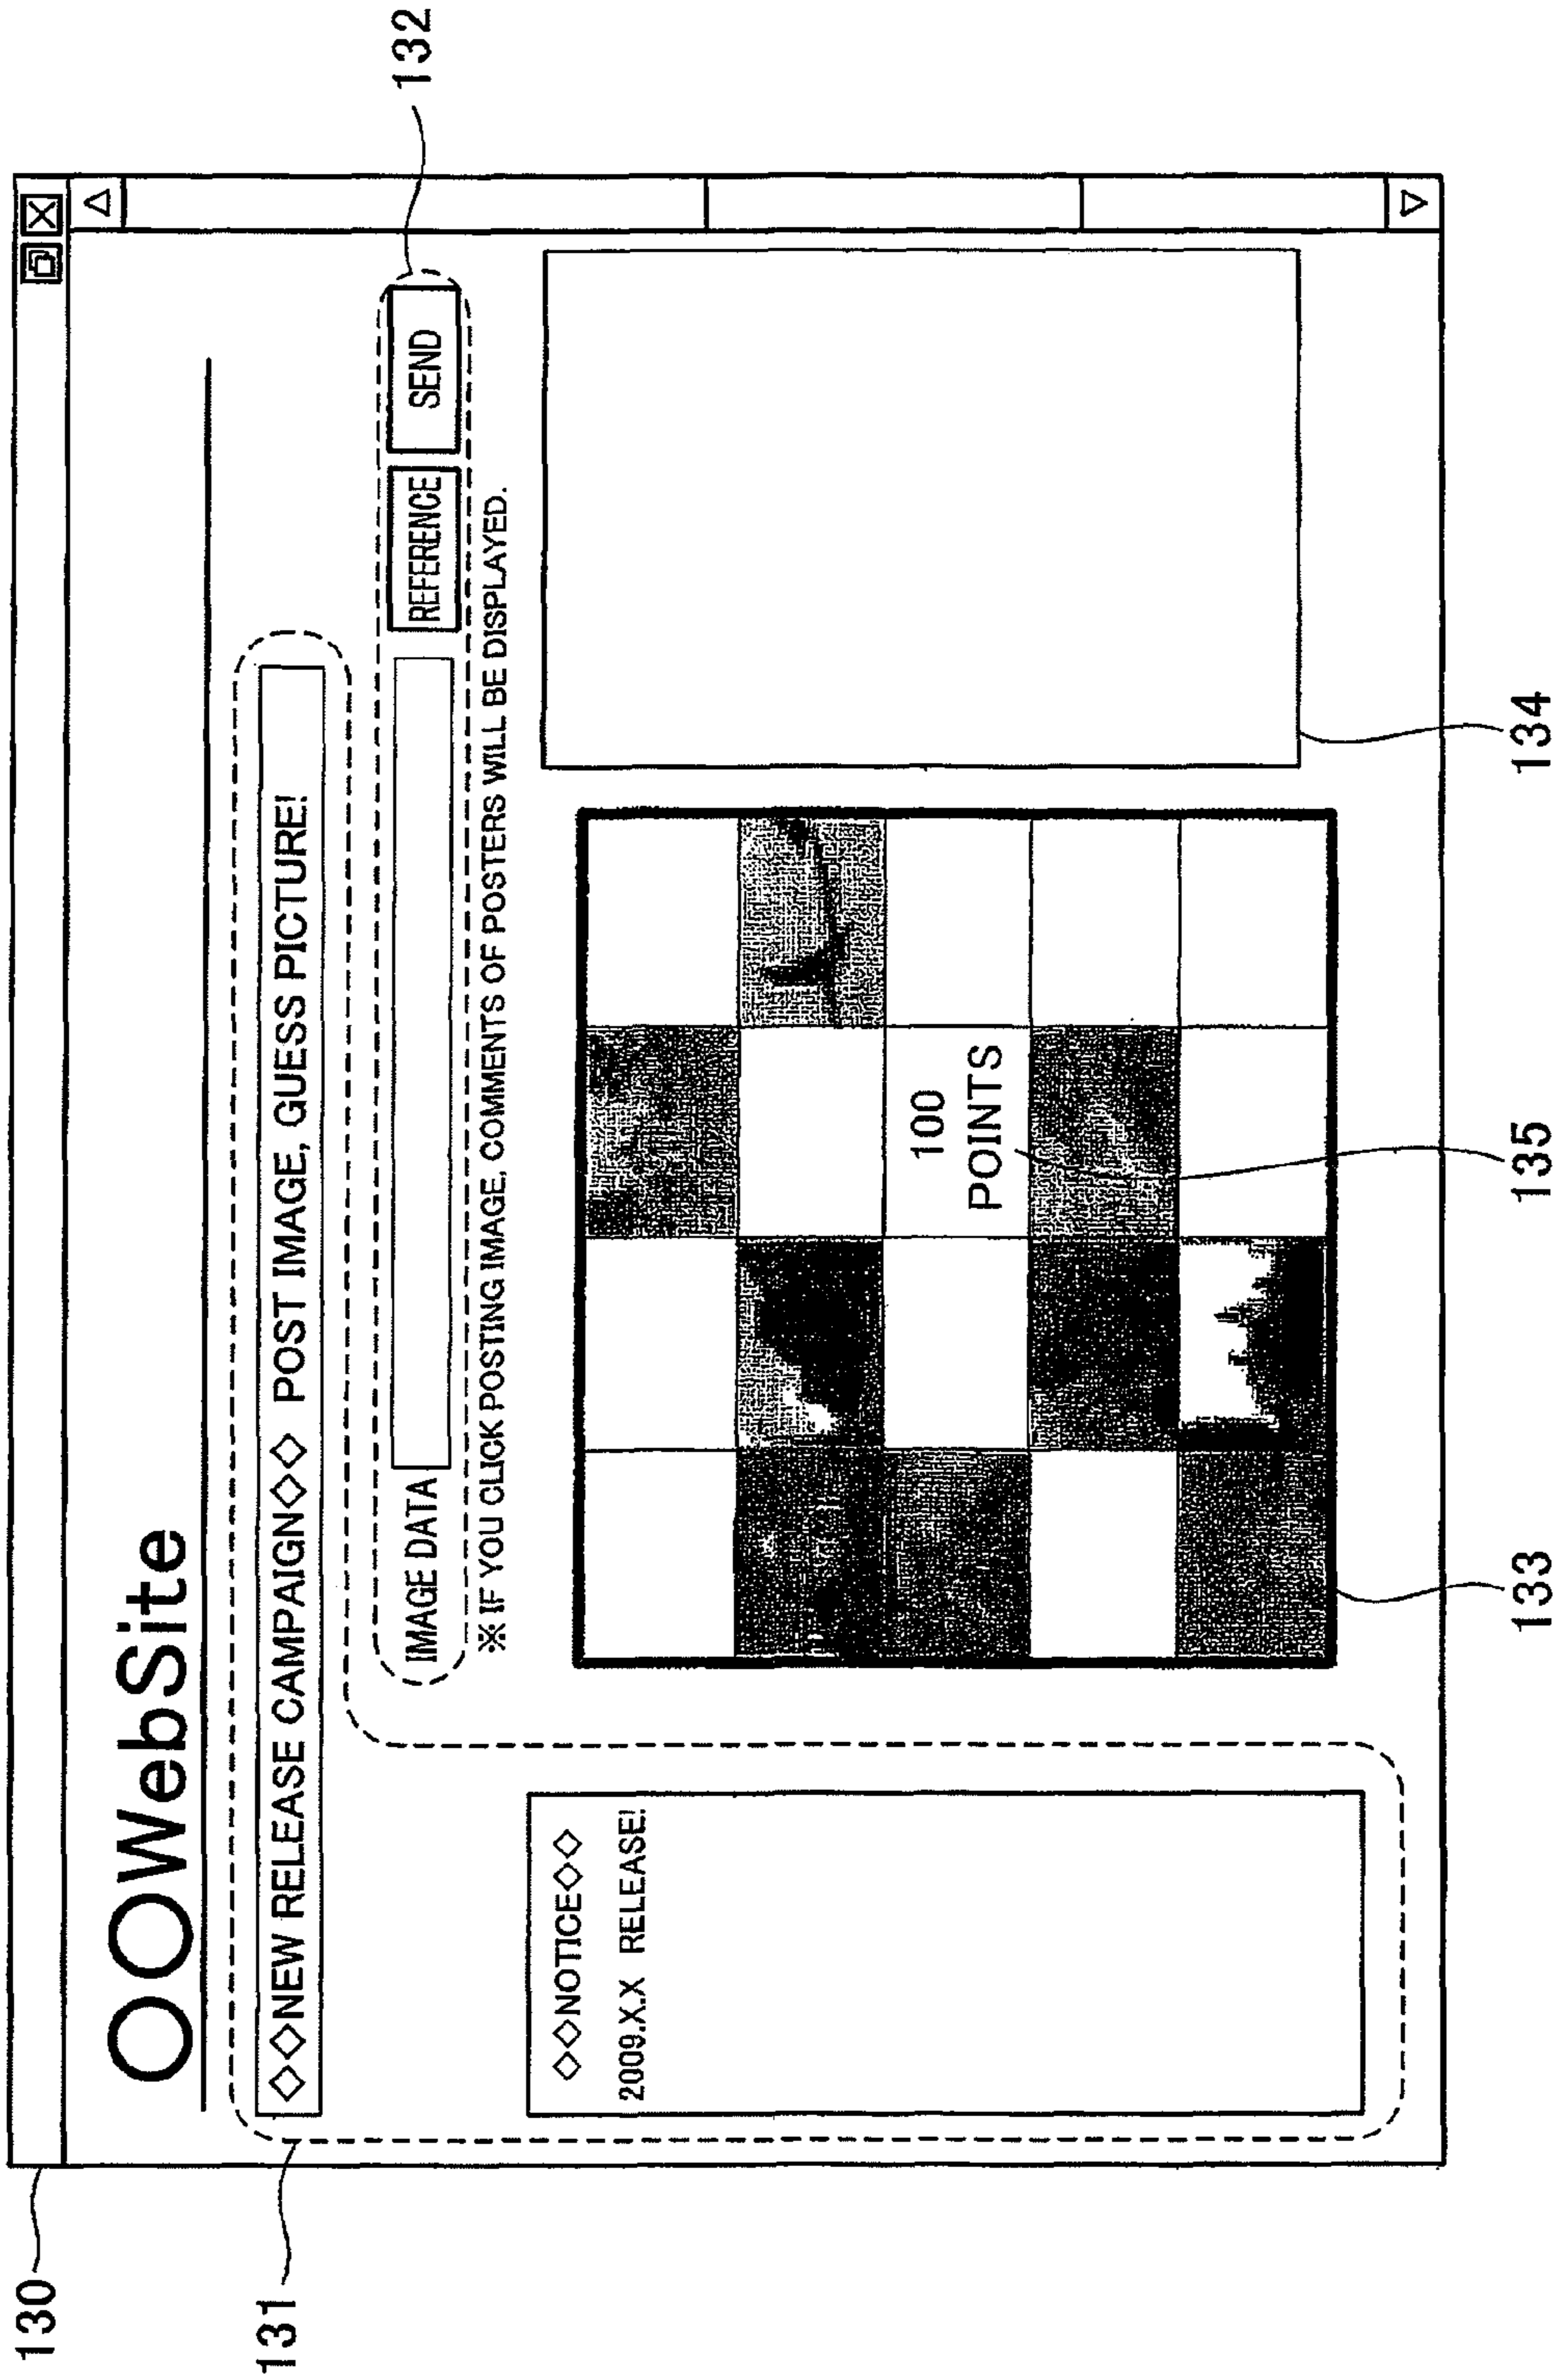 130
○○WebSite
131
◇◇NEW RELEASE CAMPAIGN◇◇ POST IMAGE, GUESS PICTURE!
132
IMAGE DATA
REFERENCE
SEND
※ IF YOU CLICK POSTING IMAGE, COMMENTS OF POSTERS WILL BE DISPLAYED.
◇◇NOTICE◇◇
2009.X.X RELEASE!
100
POINTS
133
135
134